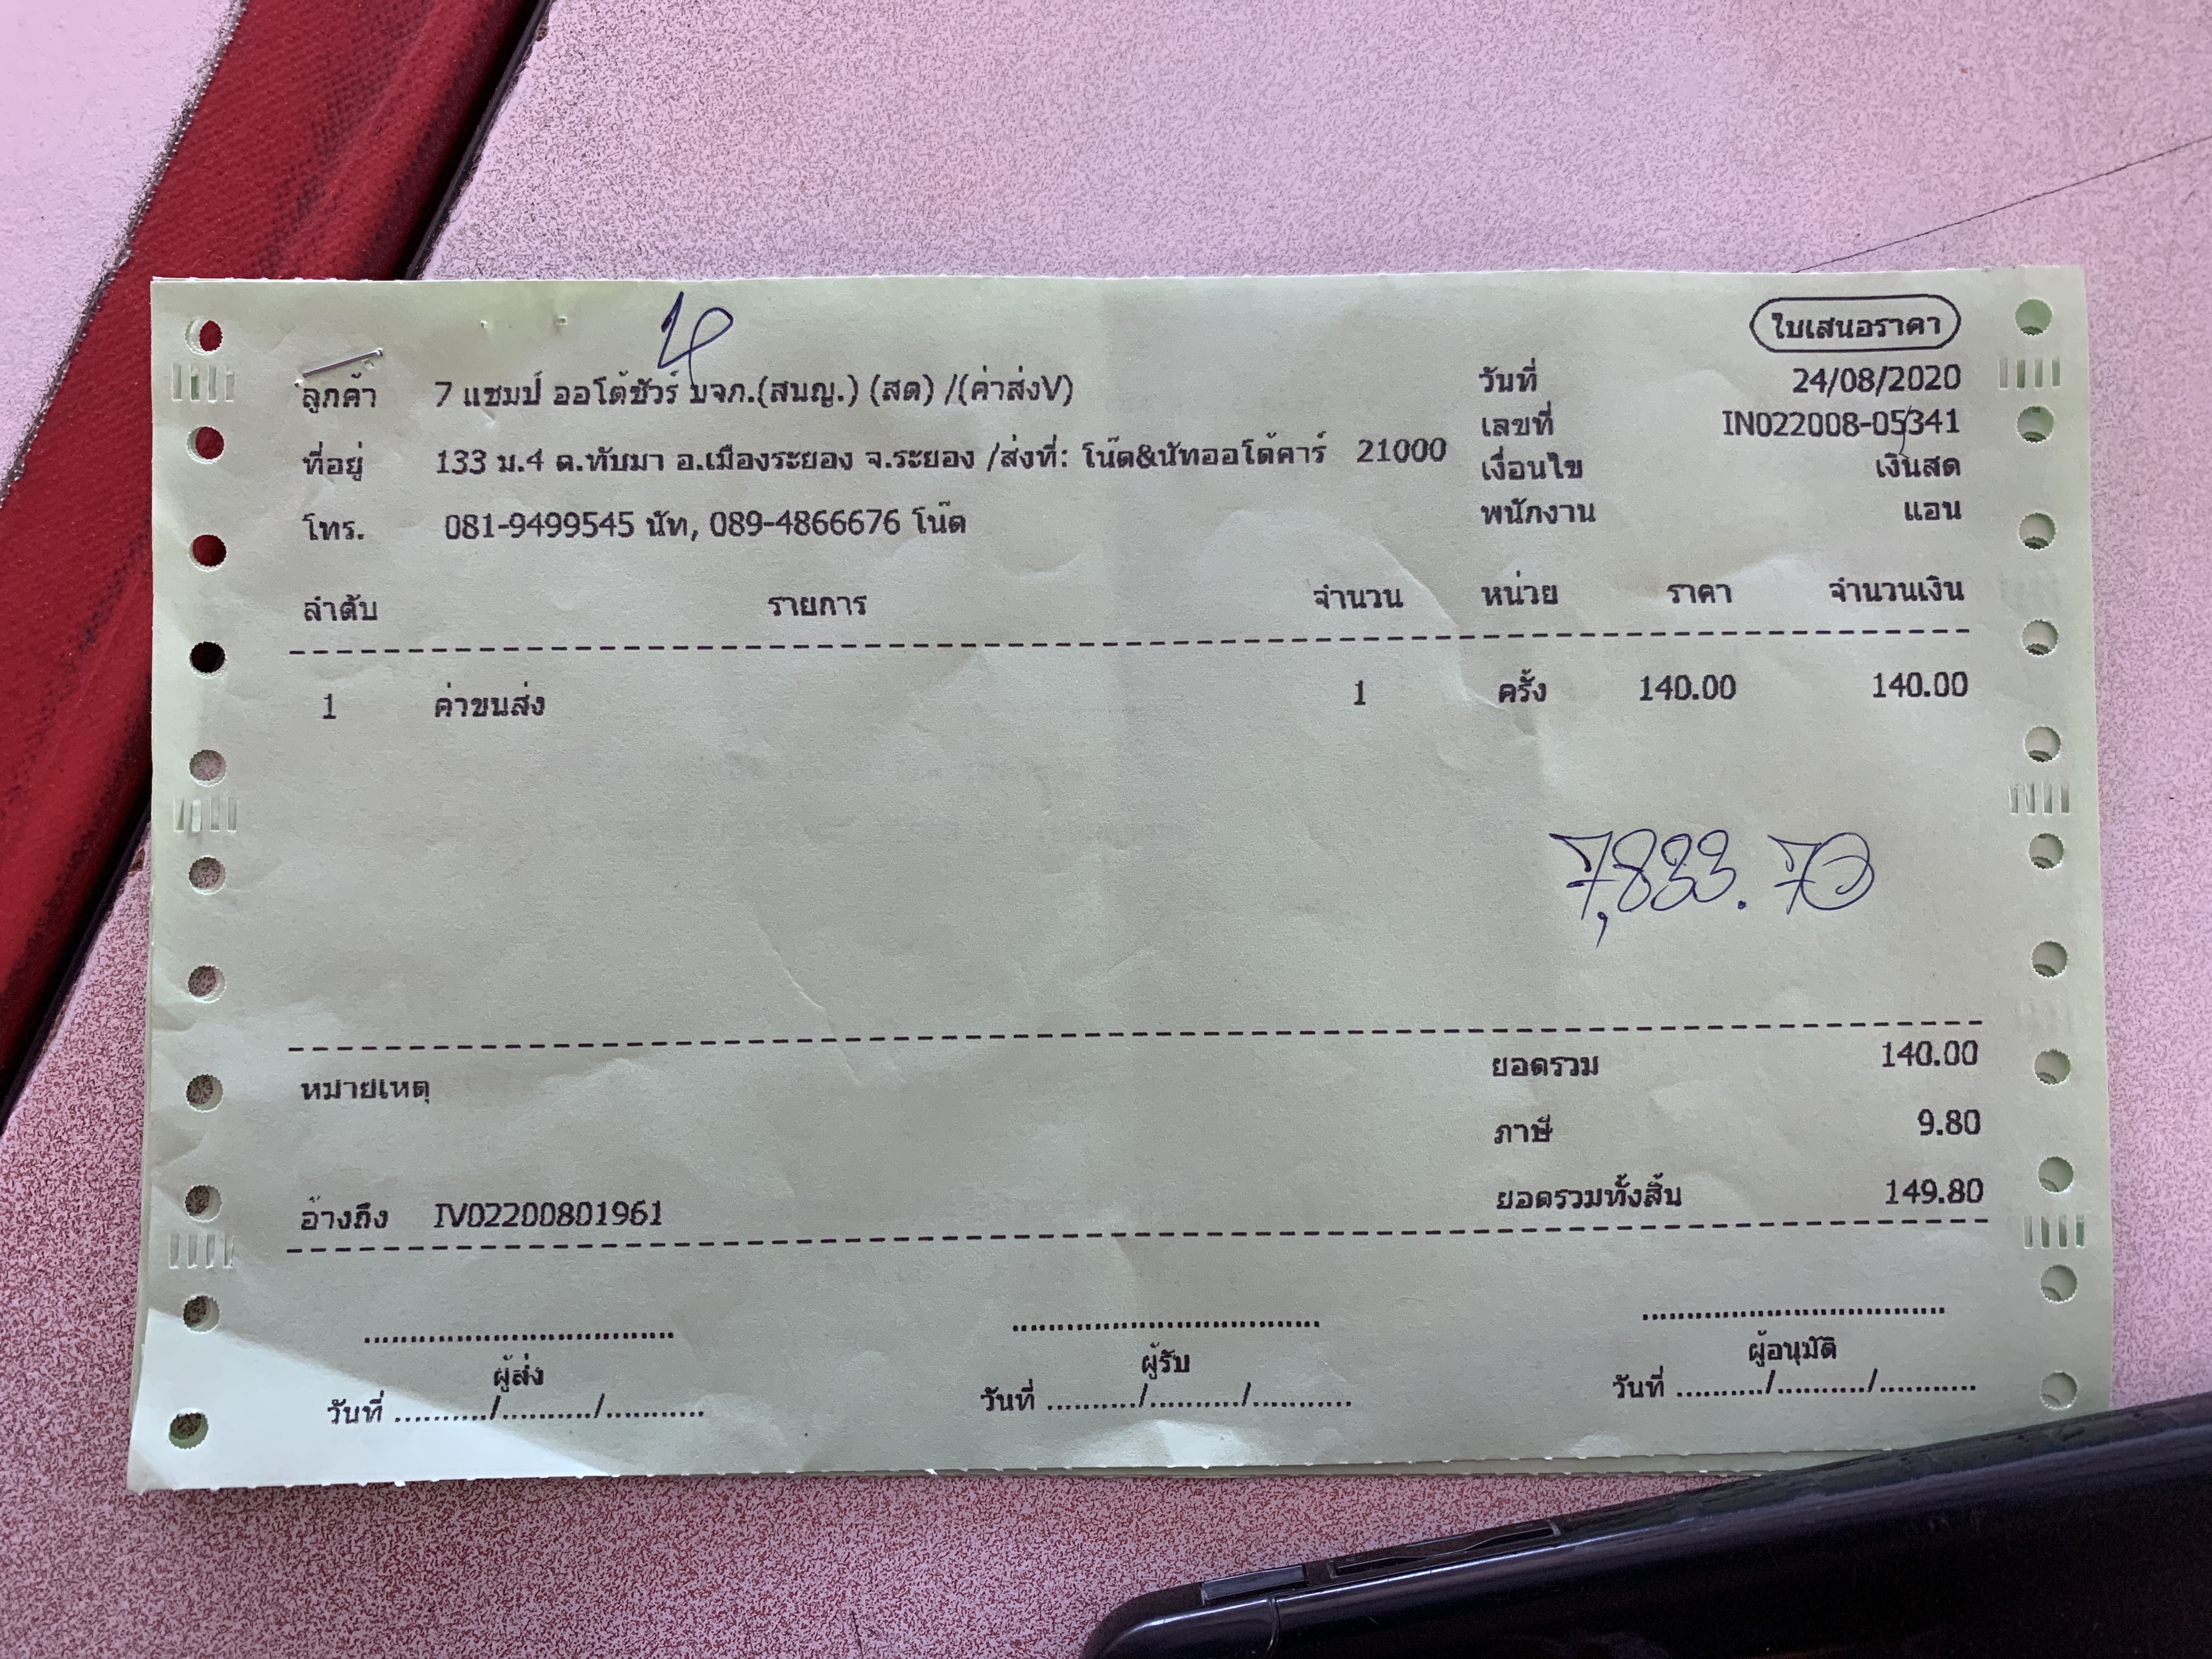 ใบเสนอราคา
ลูกค้า 7 แชมป์ ออโต้ชัวร์ บจก.(สนญ.) (สด) /(ค่าส่งV) วันที่ 24/08/2020
เลขที่ IN022008-05341
ที่อยู่ 133 ม.4 ต.ทับมา อ.เมืองระยอง จ.ระยอง /ส่งที่: โน๊ต&นัทออโต้คาร์ 21000 เงื่อนไข เงินสด
โทร. 081-9499545 นัท, 089-4866676 โน๊ต พนักงาน แอน
ลำดับ รายการ จำนวน หน่วย ราคา จำนวนเงิน
1 ค่าขนส่ง 1 ครั้ง 140.00 140.00
7,833.70
หมายเหตุ ยอดรวม 140.00
ภาษี 9.80
อ้างถึง IV02200801961 ยอดรวมทั้งสิ้น 149.80
ผู้ส่ง ผู้รับ ผู้อนุมัติ
วันที่ ........../........../........... วันที่ ........../........../........... วันที่ ........../........../...........